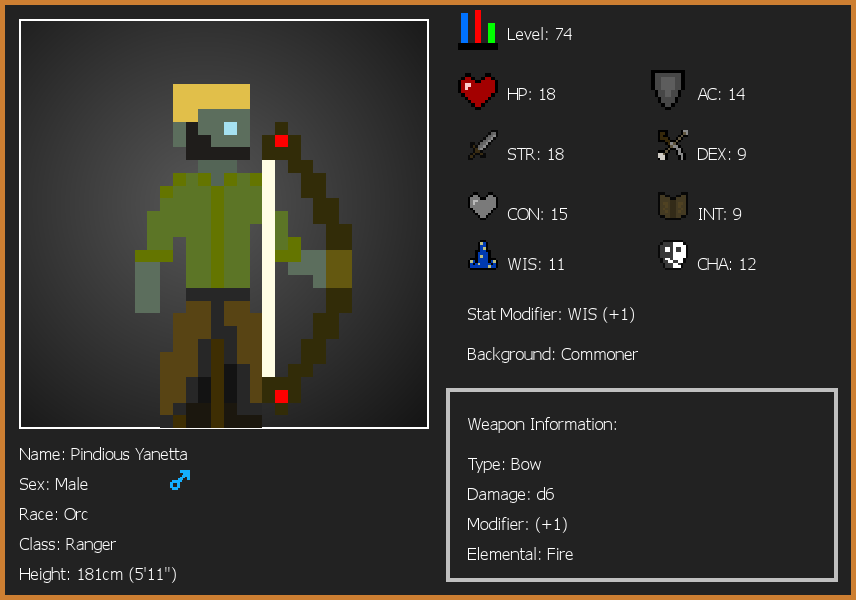 Level: 74
HP: 18
AC: 14
STR: 18
DEX: 9
CON: 15
INT: 9
WIS: 11
CHA: 12
Stat Modifier: WIS (+1)
Background: Commoner
Weapon Information:
Type: Bow
Damage: d6
Modifier: (+1)
Elemental: Fire
Name: Pindious Yanetta
Sex: Male
Race: Orc
Class: Ranger
Height: 181cm (5'11")